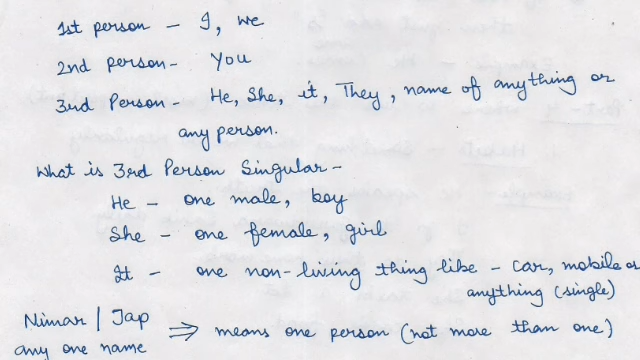 1st person - I, we
2nd person - You
3rd Person - He, She, it, They, name of anything or
any person.
What is 3rd Person Singular -
He - one male, boy
She - one female, girl
It - one non-living thing like - car, mobile or
anything (single)
Nimar | Jap
any one name ⇒ means one person (not more than one)